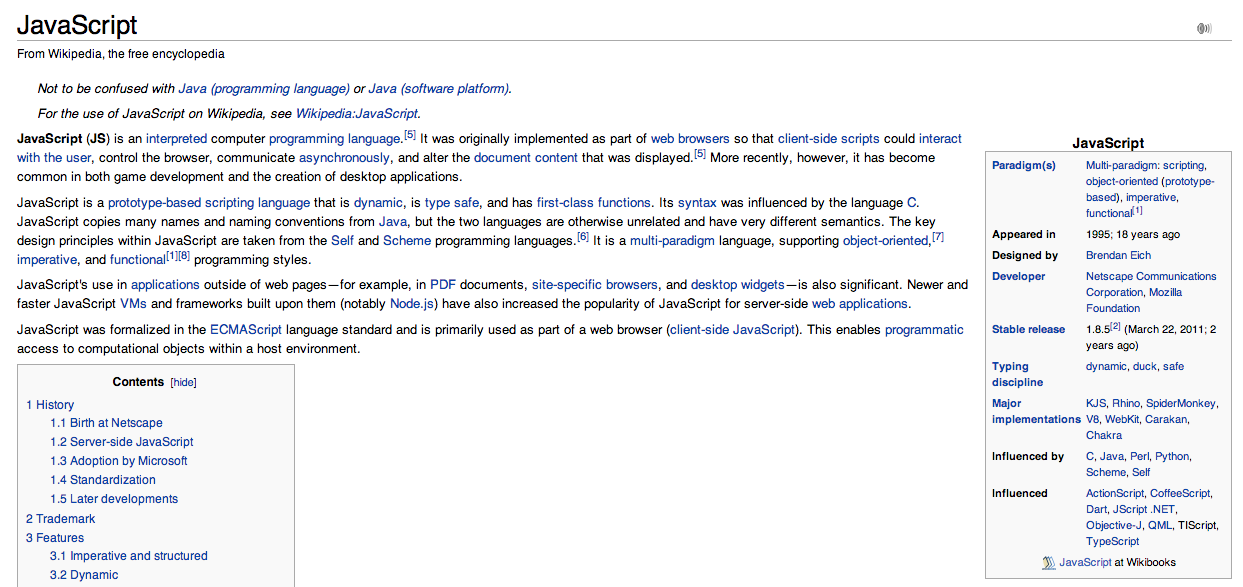 JavaScript
From Wikipedia, the free encyclopedia
Not to be confused with Java (programming language) or Java (software platform).
For the use of JavaScript on Wikipedia, see Wikipedia:JavaScript.
JavaScript (JS) is an interpreted computer programming language.[5] It was originally implemented as part of web browsers so that client-side scripts could interact
with the user, control the browser, communicate asynchronously, and alter the document content that was displayed.[5] More recently, however, it has become
common in both game development and the creation of desktop applications.
JavaScript is a prototype-based scripting language that is dynamic, is type safe, and has first-class functions. Its syntax was influenced by the language C.
JavaScript copies many names and naming conventions from Java, but the two languages are otherwise unrelated and have very different semantics. The key
design principles within JavaScript are taken from the Self and Scheme programming languages.[6] It is a multi-paradigm language, supporting object-oriented,[7]
imperative, and functional[1][8] programming styles.
JavaScript's use in applications outside of web pages—for example, in PDF documents, site-specific browsers, and desktop widgets—is also significant. Newer and
faster JavaScript VMs and frameworks built upon them (notably Node.js) have also increased the popularity of JavaScript for server-side web applications.
JavaScript was formalized in the ECMAScript language standard and is primarily used as part of a web browser (client-side JavaScript). This enables programmatic
access to computational objects within a host environment.
Contents [hide]
1 History
1.1 Birth at Netscape
1.2 Server-side JavaScript
1.3 Adoption by Microsoft
1.4 Standardization
1.5 Later developments
2 Trademark
3 Features
3.1 Imperative and structured
3.2 Dynamic
JavaScript
Paradigm(s) Multi-paradigm: scripting,
object-oriented (prototype-
based), imperative,
functional[1]
Appeared in 1995; 18 years ago
Designed by Brendan Eich
Developer Netscape Communications
Corporation, Mozilla
Foundation
Stable release 1.8.5[2] (March 22, 2011; 2
years ago)
Typing dynamic, duck, safe
discipline
Major KJS, Rhino, SpiderMonkey,
implementations V8, WebKit, Carakan,
Chakra
Influenced by C, Java, Perl, Python,
Scheme, Self
Influenced ActionScript, CoffeeScript,
Dart, JScript .NET,
Objective-J, QML, TIScript,
TypeScript
JavaScript at Wikibooks